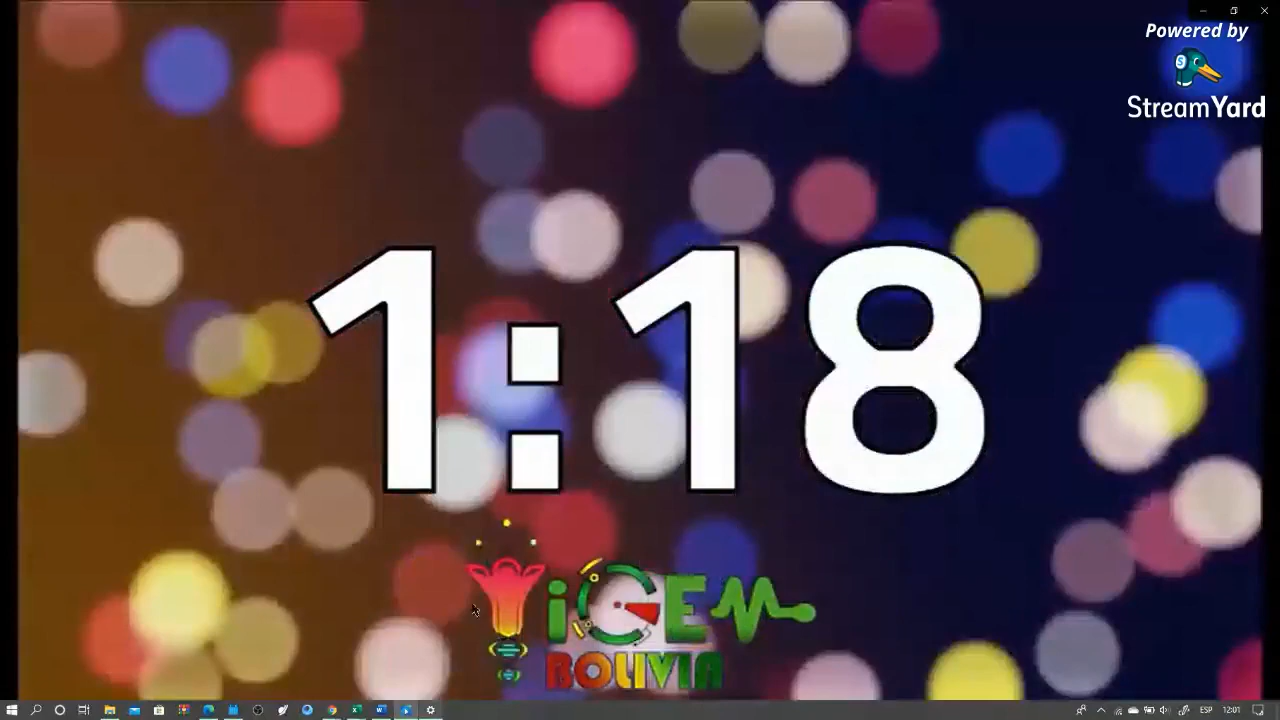 Powered by
StreamYard
1:18
iGEM
BOLIVIA
ESP
12:01